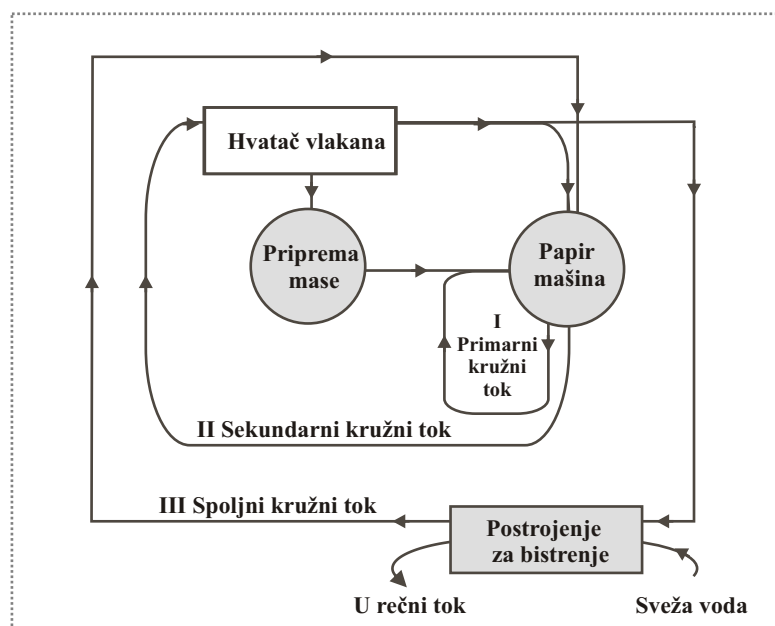 Hvatač vlakana
Priprema
mase
Papir
mašina
I
Primarni
kružni
tok
II Sekundarni kružni tok
III Spoljni kružni tok
Postrojenje
za bistrenje
U rečni tok
Sveža voda